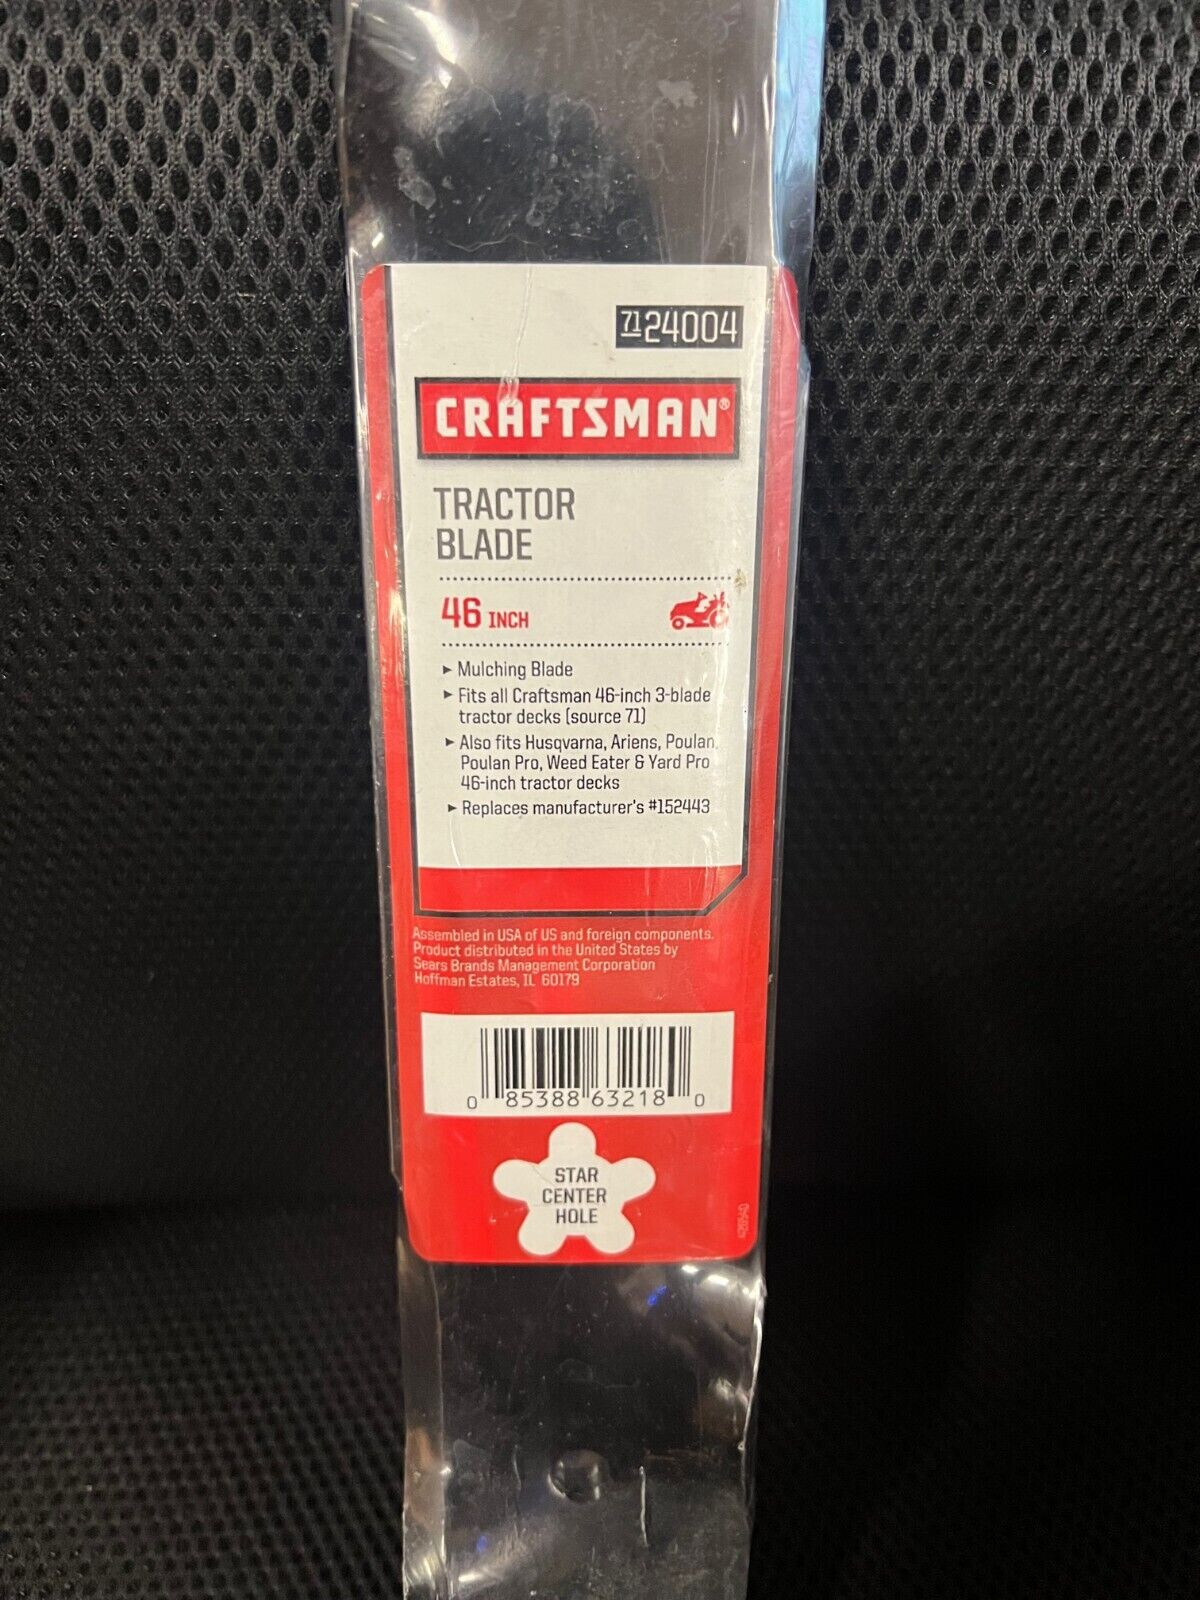 71 24004
CRAFTSMAN®
TRACTOR
BLADE
46 INCH
▸ Mulching Blade
▸ Fits all Craftsman 46-inch 3-blade
tractor decks (source 71)
▸ Also fits Husqvarna, Ariens, Poulan,
Poulan Pro, Weed Eater & Yard Pro
46-inch tractor decks
▸ Replaces manufacturer's #152443
Assembled in USA of US and foreign components.
Product distributed in the United States by
Sears Brands Management Corporation
Hoffman Estates, IL 60179
0 85388 63218 0
STAR
CENTER
HOLE